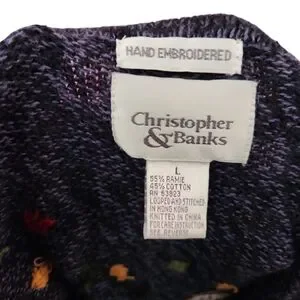 HAND EMBROIDERED
Christopher
& Banks
L
55% RAMIE
45% COTTON
RN 63923
LOOPED AND STITCHED
IN HONG KONG
KNITTED IN CHINA
FOR CARE INSTRUCTION
SEE REVERSE